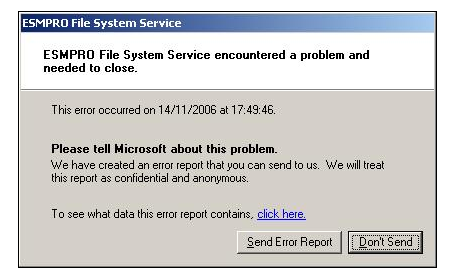 ESMPRO File System Service
ESMPRO File System Service encountered a problem and
needed to close.
This error occurred on 14/11/2006 at 17:49:46.
Please tell Microsoft about this problem.
We have created an error report that you can send to us. We will treat
this report as confidential and anonymous.
To see what data this error report contains, click here.
Send Error Report Don't Send